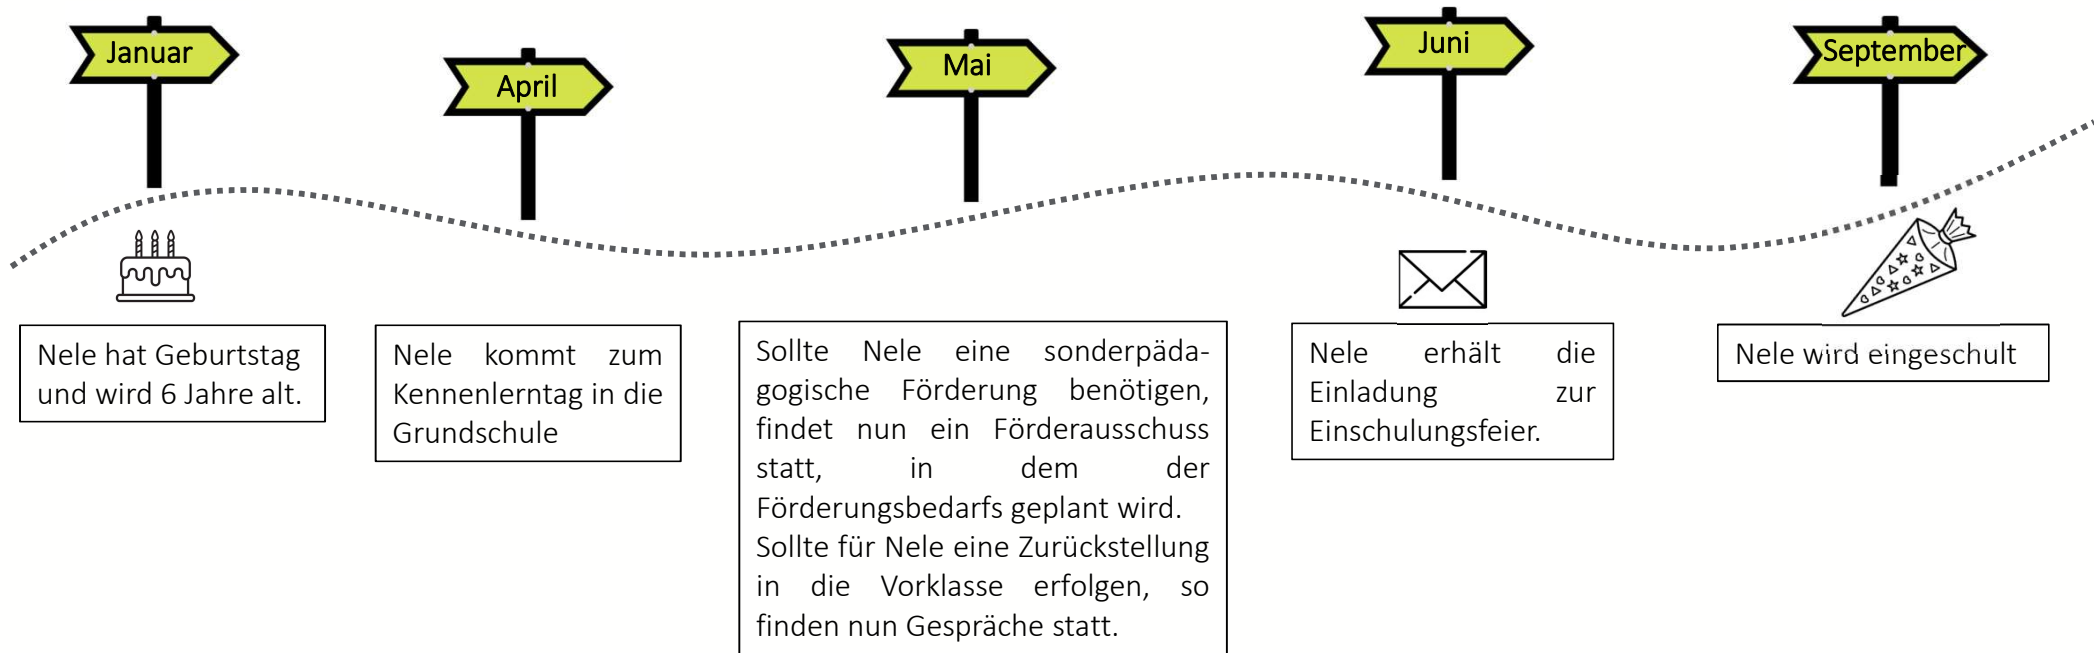 Januar
April
Mai
Juni
September
Nele hat Geburtstag
und wird 6 Jahre alt.
Nele kommt zum
Kennenlerntag in die
Grundschule
Sollte Nele eine sonderpäda-
gogische Förderung benötigen,
findet nun ein Förderausschuss
statt, in dem der
Förderungsbedarfs geplant wird.
Sollte für Nele eine Zurückstellung
in die Vorklasse erfolgen, so
finden nun Gespräche statt.
Nele erhält die
Einladung zur
Einschulungsfeier.
Nele wird eingeschult